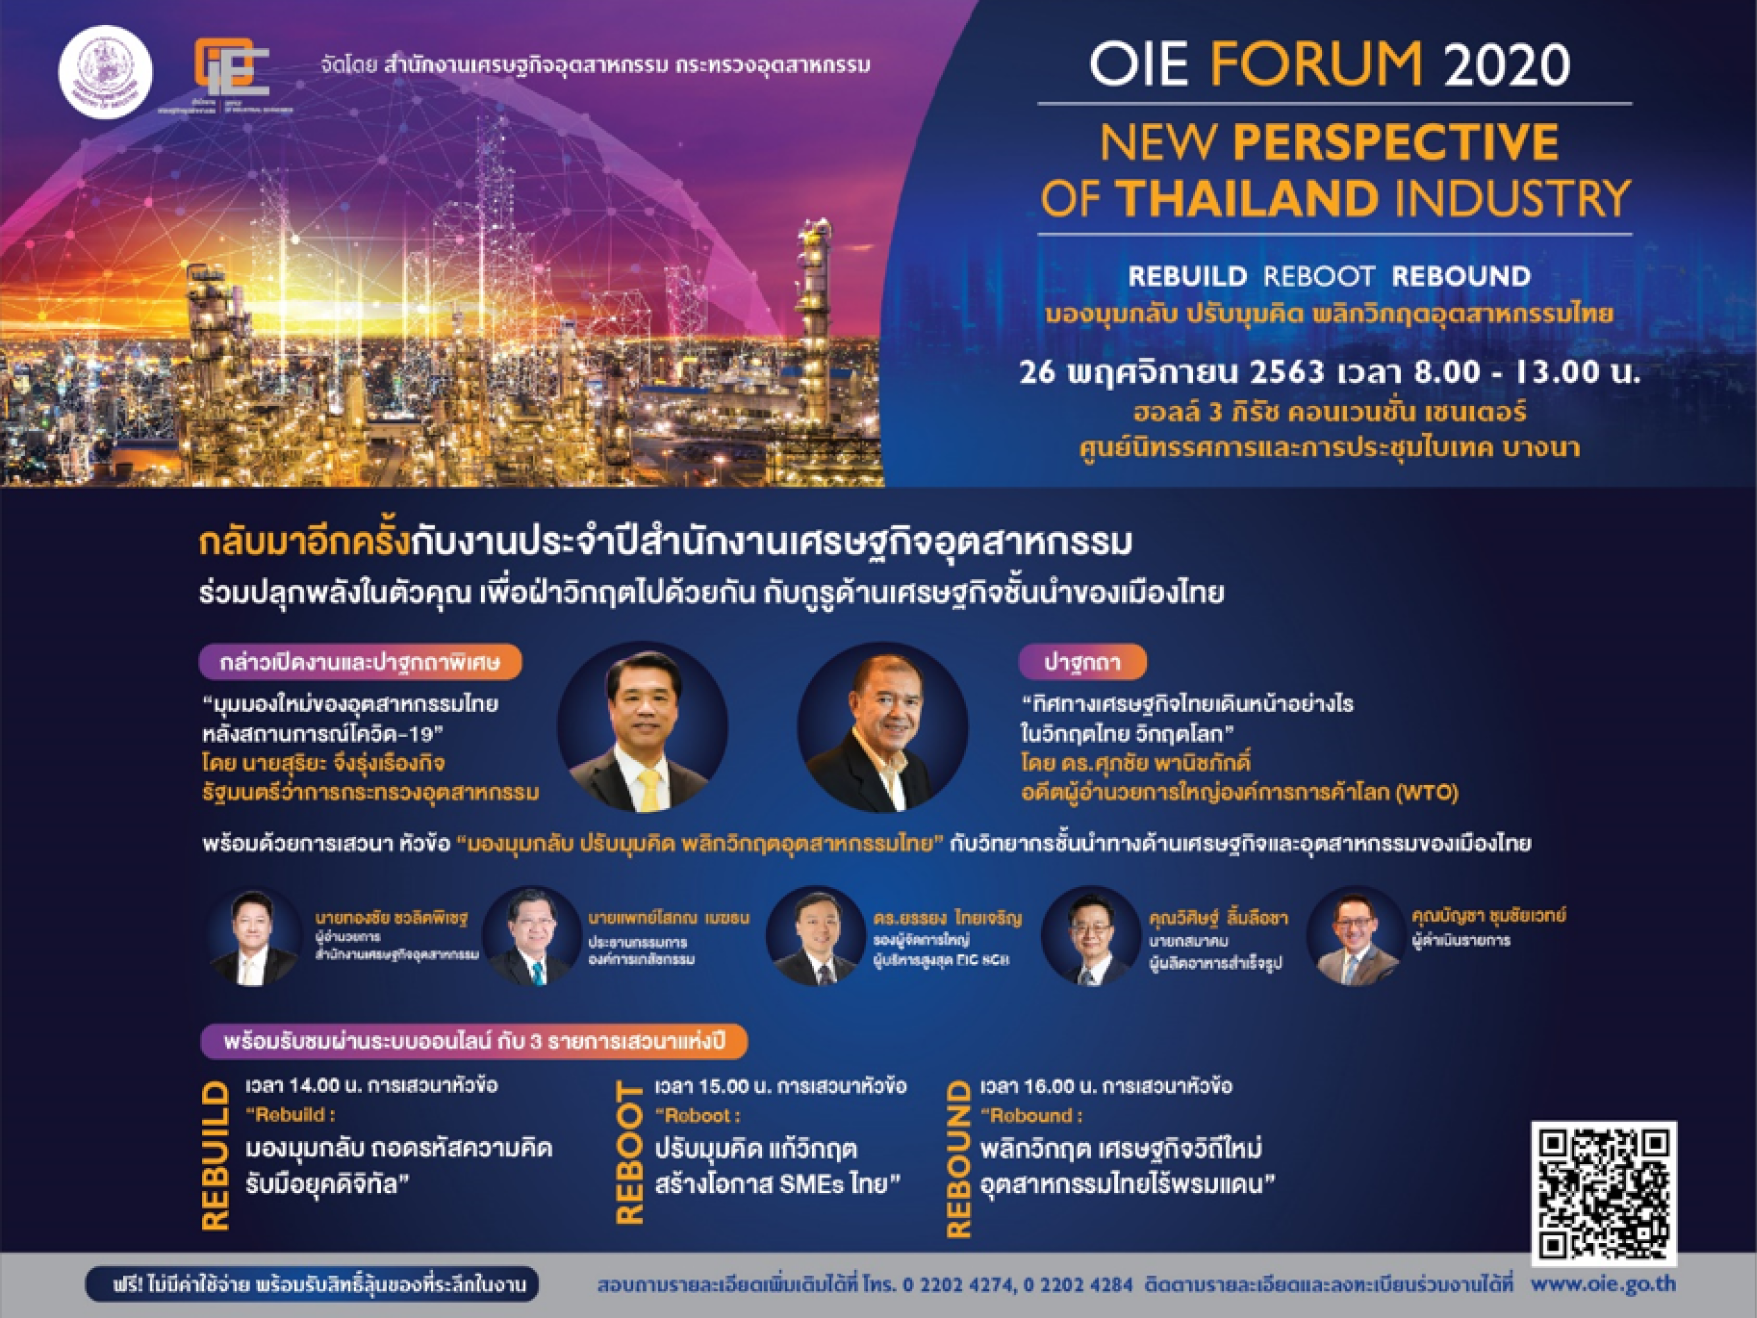 จัดโดย สำนักงานเศรษฐกิจอุตสาหกรรม กระทรวงอุตสาหกรรม
OIE FORUM 2020
NEW PERSPECTIVE
OF THAILAND INDUSTRY
REBUILD REBOOT REBOUND
มองมุมกลับ ปรับมุมคิด พลิกวิกฤตอุตสาหกรรมไทย
26 พฤศจิกายน 2563 เวลา 8.00 - 13.00 น.
ฮอลล์ 3 ภิรัช คอนเวนชั่น เซนเตอร์
ศูนย์นิทรรศการและการประชุมไบเทค บางนา
กลับมาอีกครั้งกับงานประจำปีสำนักงานเศรษฐกิจอุตสาหกรรม
ร่วมปลุกพลังในตัวคุณ เพื่อฝ่าวิกฤตไปด้วยกัน กับกูรูด้านเศรษฐกิจชั้นนำของเมืองไทย
กล่าวเปิดงานและปาฐกถาพิเศษ
“มุมมองใหม่ของอุตสาหกรรมไทย
หลังสถานการณ์โควิด-19”
โดย นายสุริยะ จึงรุ่งเรืองกิจ
รัฐมนตรีว่าการกระทรวงอุตสาหกรรม
ปาฐกถา
“ทิศทางเศรษฐกิจไทยเดินหน้าอย่างไร
ในวิกฤตไทย วิกฤตโลก”
โดย ดร.ศุภชัย พานิชภักดิ์
อดีตผู้อำนวยการใหญ่องค์การการค้าโลก (WTO)
พร้อมด้วยการเสวนา หัวข้อ “มองมุมกลับ ปรับมุมคิด พลิกวิกฤตอุตสาหกรรมไทย” กับวิทยากรชั้นนำทางด้านเศรษฐกิจและอุตสาหกรรมของเมืองไทย
นายทองชัย ชวลิตพิเชฐ
ผู้อำนวยการ
สำนักงานเศรษฐกิจอุตสาหกรรม
นายแพทย์โสภณ เมฆธน
ประธานกรรมการ
องค์การเภสัชกรรม
ดร.ยรรยง ไทยเจริญ
รองผู้จัดการใหญ่
ผู้บริหารสูงสุด EIC SCB
คุณวิศิษฐ์ ลิ้มลือชา
นายกสมาคม
ผู้ผลิตอาหารสำเร็จรูป
คุณบัญชา ชุมชัยเวทย์
ผู้ดำเนินรายการ
พร้อมรับชมผ่านระบบออนไลน์ กับ 3 รายการเสวนาแห่งปี
REBUILD
เวลา 14.00 น. การเสวนาหัวข้อ
“Rebuild :
มองมุมกลับ ถอดรหัสความคิด
รับมือยุคดิจิทัล”
REBOOT
เวลา 15.00 น. การเสวนาหัวข้อ
“Reboot :
ปรับมุมคิด แก้วิกฤต
สร้างโอกาส SMEs ไทย”
REBOUND
เวลา 16.00 น. การเสวนาหัวข้อ
“Rebound :
พลิกวิกฤต เศรษฐกิจวิถีใหม่
อุตสาหกรรมไทยไร้พรมแดน”
ฟรี! ไม่มีค่าใช้จ่าย พร้อมรับสิทธิ์ลุ้นของที่ระลึกในงาน
สอบถามรายละเอียดเพิ่มเติมได้ที่ โทร. 0 2202 4274, 0 2202 4284 ติดตามรายละเอียดและลงทะเบียนร่วมงานได้ที่ www.oie.go.th